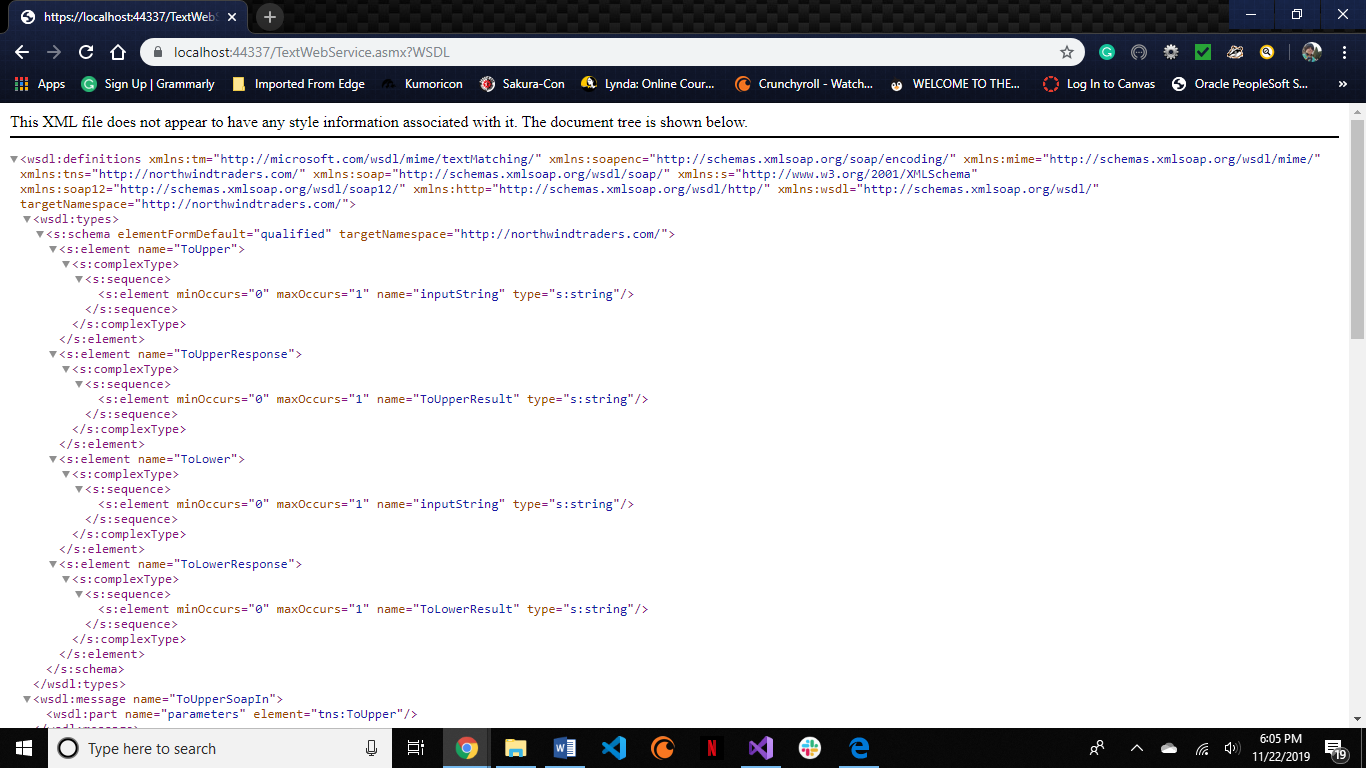 https://localhost:44337/TextWebS
localhost:44337/TextWebService.asmx?WSDL
Apps Sign Up | Grammarly Imported From Edge Kumoricon Sakura-Con Lynda: Online Cour... Crunchyroll - Watch... WELCOME TO THE... Log In to Canvas Oracle PeopleSoft S... »
This XML file does not appear to have any style information associated with it. The document tree is shown below.
<wsdl:definitions xmlns:tm="http://microsoft.com/wsdl/mime/textMatching/" xmlns:soapenc="http://schemas.xmlsoap.org/soap/encoding/" xmlns:mime="http://schemas.xmlsoap.org/wsdl/mime/"
xmlns:tns="http://northwindtraders.com/" xmlns:soap="http://schemas.xmlsoap.org/wsdl/soap/" xmlns:s="http://www.w3.org/2001/XMLSchema"
xmlns:soap12="http://schemas.xmlsoap.org/wsdl/soap12/" xmlns:http="http://schemas.xmlsoap.org/wsdl/http/" xmlns:wsdl="http://schemas.xmlsoap.org/wsdl/"
targetNamespace="http://northwindtraders.com/">
<wsdl:types>
<s:schema elementFormDefault="qualified" targetNamespace="http://northwindtraders.com/">
<s:element name="ToUpper">
<s:complexType>
<s:sequence>
<s:element minOccurs="0" maxOccurs="1" name="inputString" type="s:string"/>
</s:sequence>
</s:complexType>
</s:element>
<s:element name="ToUpperResponse">
<s:complexType>
<s:sequence>
<s:element minOccurs="0" maxOccurs="1" name="ToUpperResult" type="s:string"/>
</s:sequence>
</s:complexType>
</s:element>
<s:element name="ToLower">
<s:complexType>
<s:sequence>
<s:element minOccurs="0" maxOccurs="1" name="inputString" type="s:string"/>
</s:sequence>
</s:complexType>
</s:element>
<s:element name="ToLowerResponse">
<s:complexType>
<s:sequence>
<s:element minOccurs="0" maxOccurs="1" name="ToLowerResult" type="s:string"/>
</s:sequence>
</s:complexType>
</s:element>
</s:schema>
</wsdl:types>
<wsdl:message name="ToUpperSoapIn">
<wsdl:part name="parameters" element="tns:ToUpper"/>
</wsdl:message>
Type here to search
6:05 PM
11/22/2019
19